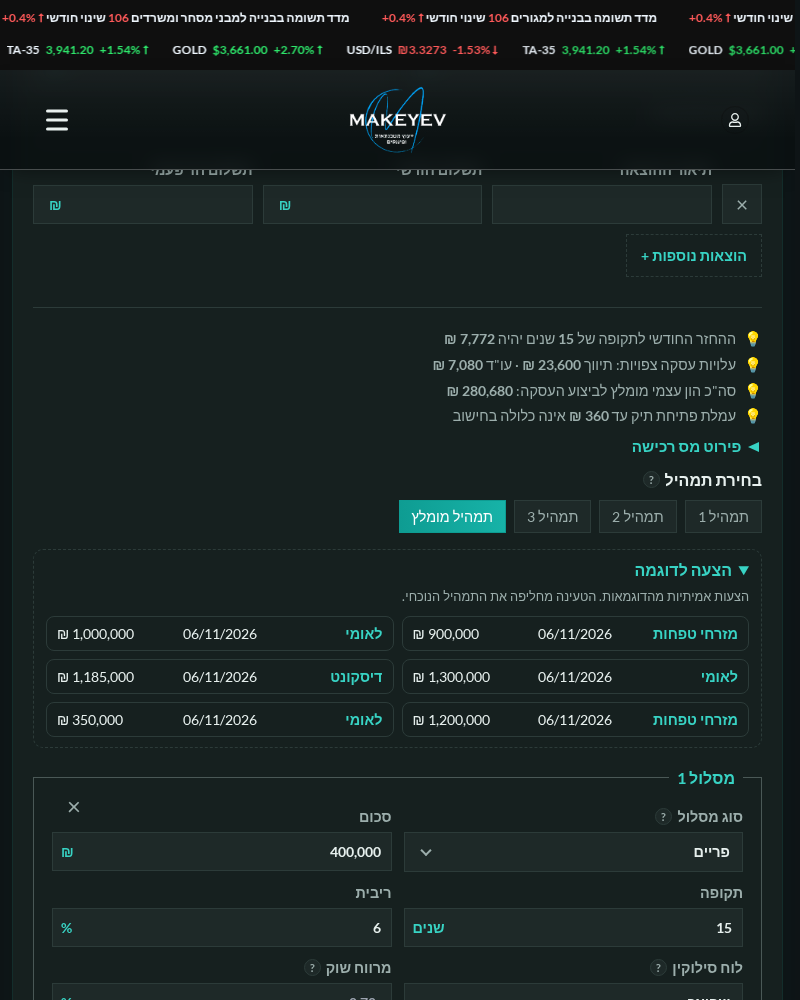 שינוי חודשי ↑ +0.4% מדד תשומה בבנייה למגורים 106 שינוי חודשי ↑ +0.4% מדד תשומה בבנייה למבני מסחר ומשרדים 106 שינוי חודשי ↑ +0.4%
TA-35 3,941.20 +1.54% ↑ GOLD $3,661.00 +2.70% ↑ USD/ILS ₪3.3273 -1.53% ↓ TA-35 3,941.20 +1.54% ↑ GOLD $3,661.00
MAKEYEV
ייעוץ משכנתאות
ופיננסים
₪ ₪ ×
הוצאות נוספות +
💡 ההחזר החודשי לתקופה של 15 שנים יהיה 7,772 ₪
💡 עלויות עסקה צפויות: תיווך 23,600 ₪ · עו"ד 7,080 ₪
💡 סה"כ הון עצמי מומלץ לביצוע העסקה: 280,680 ₪
💡 עמלת פתיחת תיק עד 360 ₪ אינה כלולה בחישוב
◀ פירוט מס רכישה
בחירת תמהיל ?
תמהיל 1 תמהיל 2 תמהיל 3 תמהיל מומלץ
▼ הצעה לדוגמה
הצעות אמיתיות מהדוגמאות. הטעינה מחליפה את התמהיל הנוכחי.
מזרחי טפחות 06/11/2026 900,000 ₪ לאומי 06/11/2026 1,000,000 ₪
לאומי 06/11/2026 1,300,000 ₪ דיסקונט 06/11/2026 1,185,000 ₪
מזרחי טפחות 06/11/2026 1,200,000 ₪ לאומי 06/11/2026 350,000 ₪
מסלול 1
×
סוג מסלול ? סכום
פריים 400,000 ₪
תקופה ריבית
15 שנים 6 %
לוח סילוקין ? מרווח שוק ?